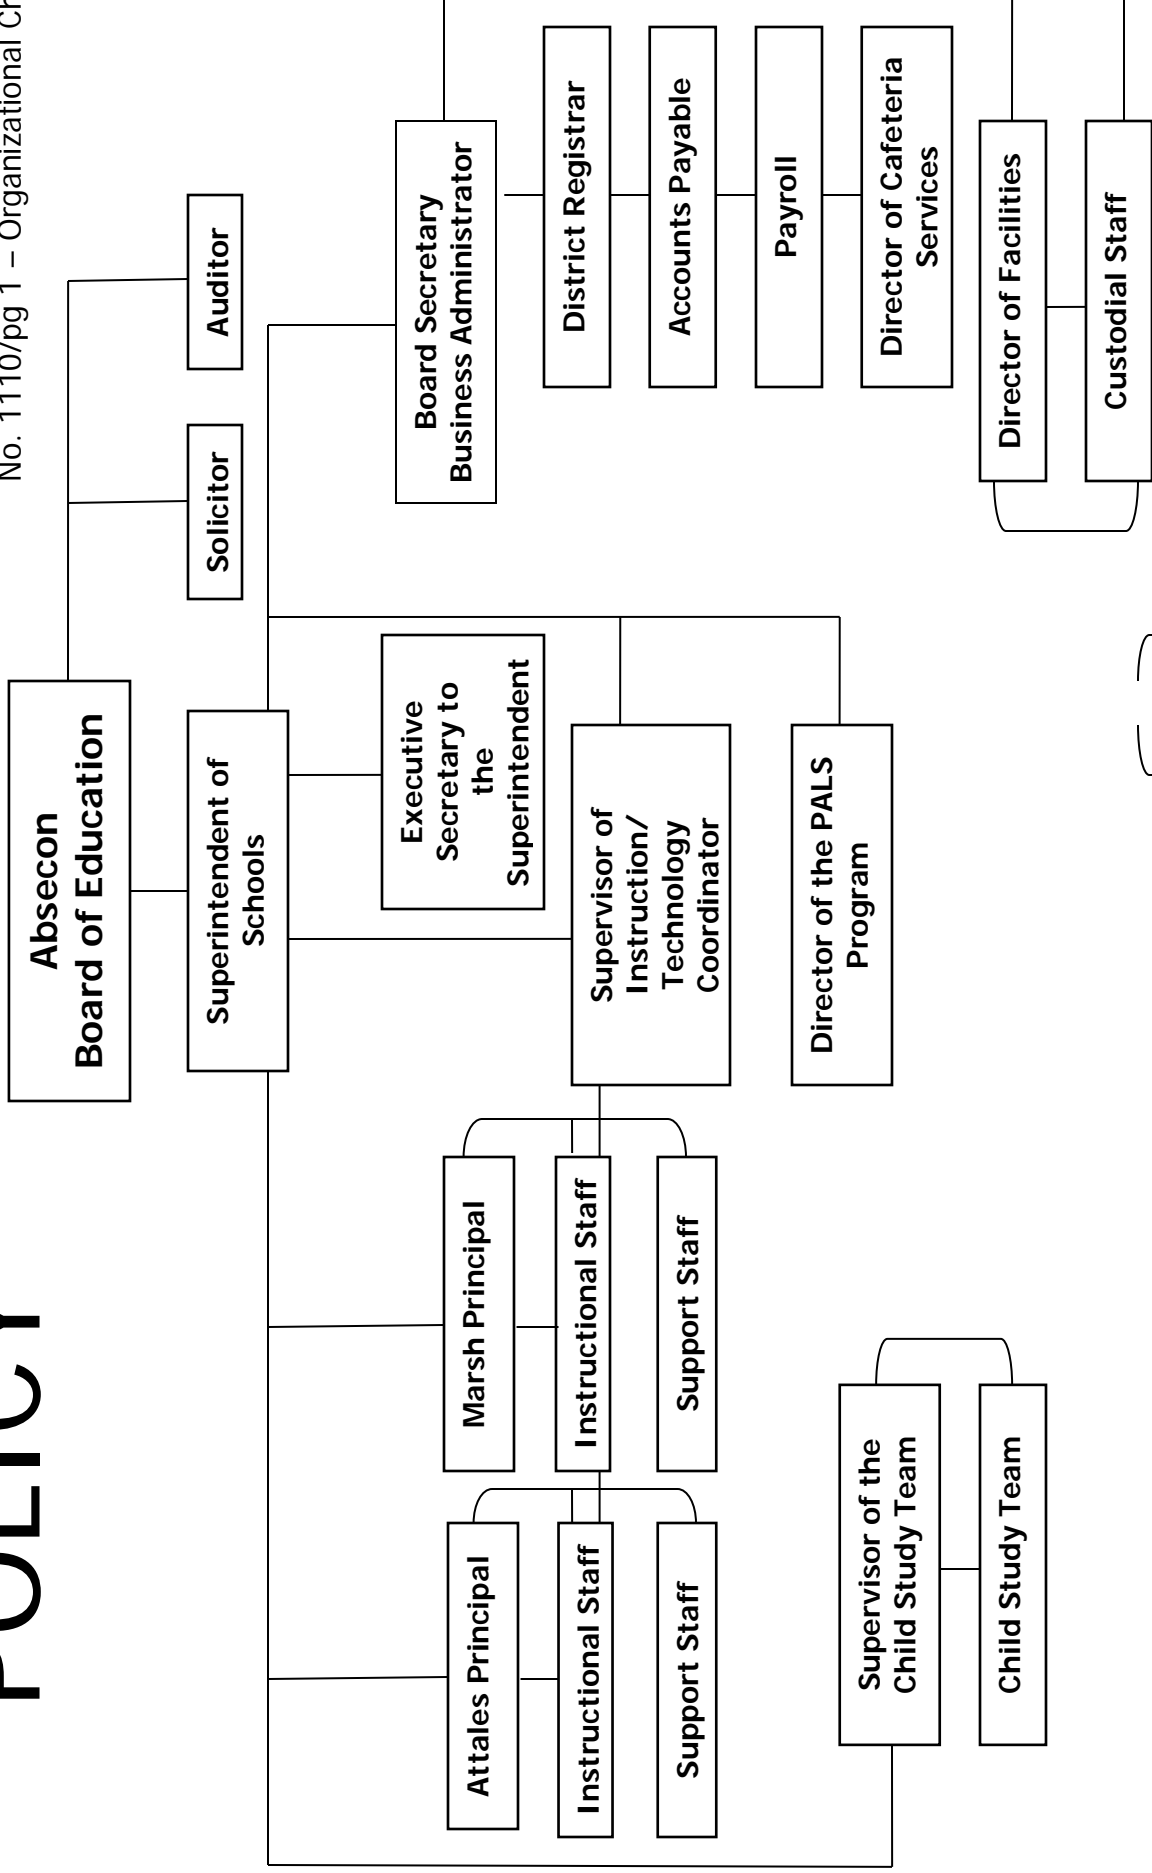 POLICY
No. 1110/pg 1 – Organizational
Absecon
Board of Education
Solicitor
Auditor
Superintendent of
Schools
Executive
Secretary to
the
Superintendent
Board Secretary
Business Administrator
Attales Principal
Marsh Principal
Instructional Staff
Instructional Staff
Support Staff
Support Staff
Supervisor of
Instruction/
Technology
Coordinator
District Registrar
Accounts Payable
Payroll
Director of the PALS
Program
Director of Cafeteria
Services
Supervisor of the
Child Study Team
Child Study Team
Director of Facilities
Custodial Staff